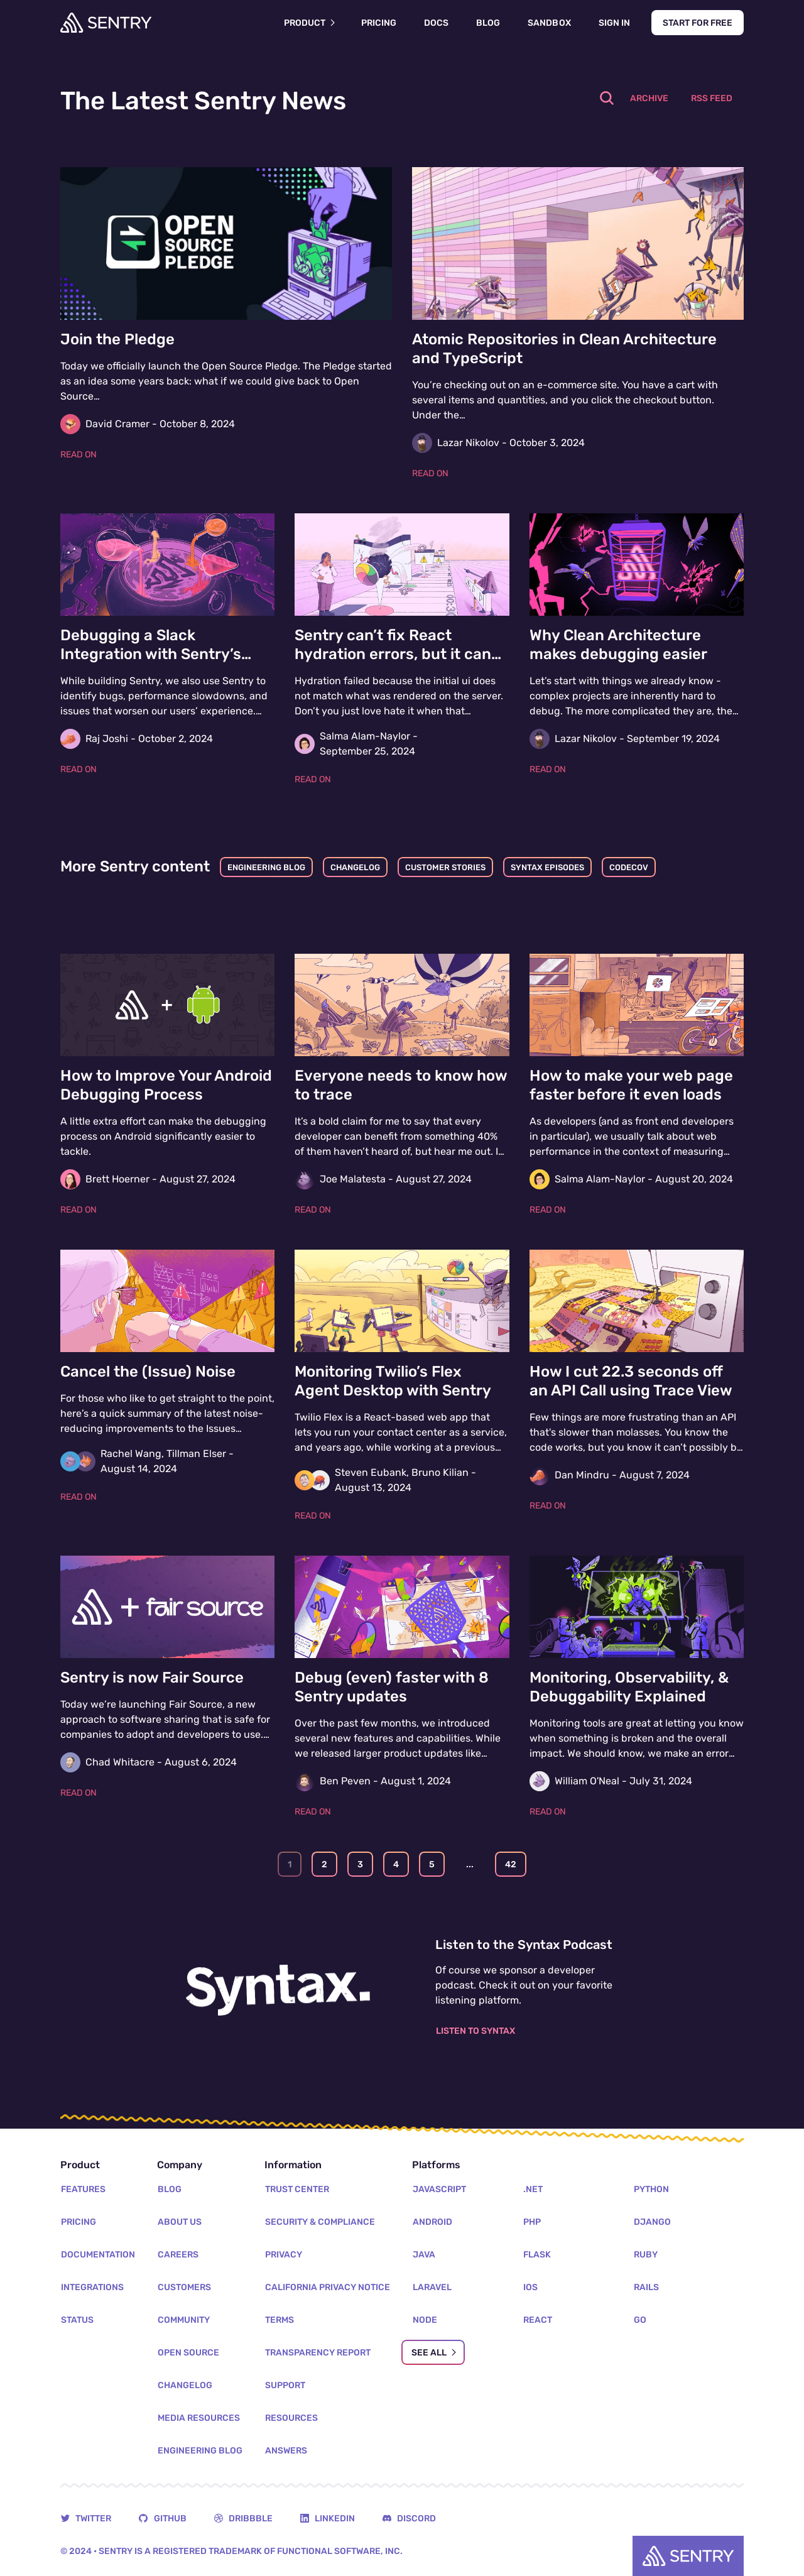 SENTRY
PRODUCT
PRICING
DOCS
BLOG
SANDBOX
SIGN IN
START FOR FREE
The Latest Sentry News
ARCHIVE
RSS FEED
OPEN
SOURCE
PLEDGE
Join the Pledge
Today we officially launch the Open Source Pledge. The Pledge started
as an idea some years back: what if we could give back to Open
Source…
David Cramer - October 8, 2024
READ ON
Atomic Repositories in Clean Architecture
and TypeScript
You’re checking out on an e-commerce site. You have a cart with
several items and quantities, and you click the checkout button.
Under the…
Lazar Nikolov - October 3, 2024
READ ON
Debugging a Slack
Integration with Sentry’s…
While building Sentry, we also use Sentry to
identify bugs, performance slowdowns, and
issues that worsen our users’ experience.…
Raj Joshi - October 2, 2024
READ ON
Sentry can’t fix React
hydration errors, but it can…
Hydration failed because the initial ui does
not match what was rendered on the server.
Don’t you just love hate it when that…
Salma Alam-Naylor -
September 25, 2024
READ ON
Why Clean Architecture
makes debugging easier
Let’s start with things we already know -
complex projects are inherently hard to
debug. The more complicated they are, the…
Lazar Nikolov - September 19, 2024
READ ON
More Sentry content
ENGINEERING BLOG
CHANGELOG
CUSTOMER STORIES
SYNTAX EPISODES
CODECOV
+
How to Improve Your Android
Debugging Process
A little extra effort can make the debugging
process on Android significantly easier to
tackle.
Brett Hoerner - August 27, 2024
READ ON
Everyone needs to know how
to trace
It’s a bold claim for me to say that every
developer can benefit from something 40%
of them haven’t heard of, but hear me out. I…
Joe Malatesta - August 27, 2024
READ ON
How to make your web page
faster before it even loads
As developers (and as front end developers
in particular), we usually talk about web
performance in the context of measuring…
Salma Alam-Naylor - August 20, 2024
READ ON
Cancel the (Issue) Noise
For those who like to get straight to the point,
here’s a quick summary of the latest noise-
reducing improvements to the Issues…
Rachel Wang, Tillman Elser -
August 14, 2024
READ ON
Monitoring Twilio’s Flex
Agent Desktop with Sentry
Twilio Flex is a React-based web app that
lets you run your contact center as a service,
and years ago, while working at a previous…
Steven Eubank, Bruno Kilian -
August 13, 2024
READ ON
How I cut 22.3 seconds off
an API Call using Trace View
Few things are more frustrating than an API
that’s slower than molasses. You know the
code works, but you know it can’t possibly b…
Dan Mindru - August 7, 2024
READ ON
+ fair source
Sentry is now Fair Source
Today we’re launching Fair Source, a new
approach to software sharing that is safe for
companies to adopt and developers to use.…
Chad Whitacre - August 6, 2024
READ ON
Debug (even) faster with 8
Sentry updates
Over the past few months, we introduced
several new features and capabilities. While
we released larger product updates like…
Ben Peven - August 1, 2024
READ ON
Monitoring, Observability, &
Debuggability Explained
Monitoring tools are great at letting you know
when something is broken and the overall
impact. We should know, we make an error…
William O'Neal - July 31, 2024
READ ON
1
2
3
4
5
...
42
Syntax.
Listen to the Syntax Podcast
Of course we sponsor a developer
podcast. Check it out on your favorite
listening platform.
LISTEN TO SYNTAX
Product
FEATURES
PRICING
DOCUMENTATION
INTEGRATIONS
STATUS
Company
BLOG
ABOUT US
CAREERS
CUSTOMERS
COMMUNITY
OPEN SOURCE
CHANGELOG
MEDIA RESOURCES
ENGINEERING BLOG
Information
TRUST CENTER
SECURITY & COMPLIANCE
PRIVACY
CALIFORNIA PRIVACY NOTICE
TERMS
TRANSPARENCY REPORT
SUPPORT
RESOURCES
ANSWERS
Platforms
JAVASCRIPT
ANDROID
JAVA
LARAVEL
NODE
.NET
PHP
FLASK
IOS
REACT
PYTHON
DJANGO
RUBY
RAILS
GO
SEE ALL
TWITTER
GITHUB
DRIBBBLE
LINKEDIN
DISCORD
© 2024 • SENTRY IS A REGISTERED TRADEMARK OF FUNCTIONAL SOFTWARE, INC.
SENTRY